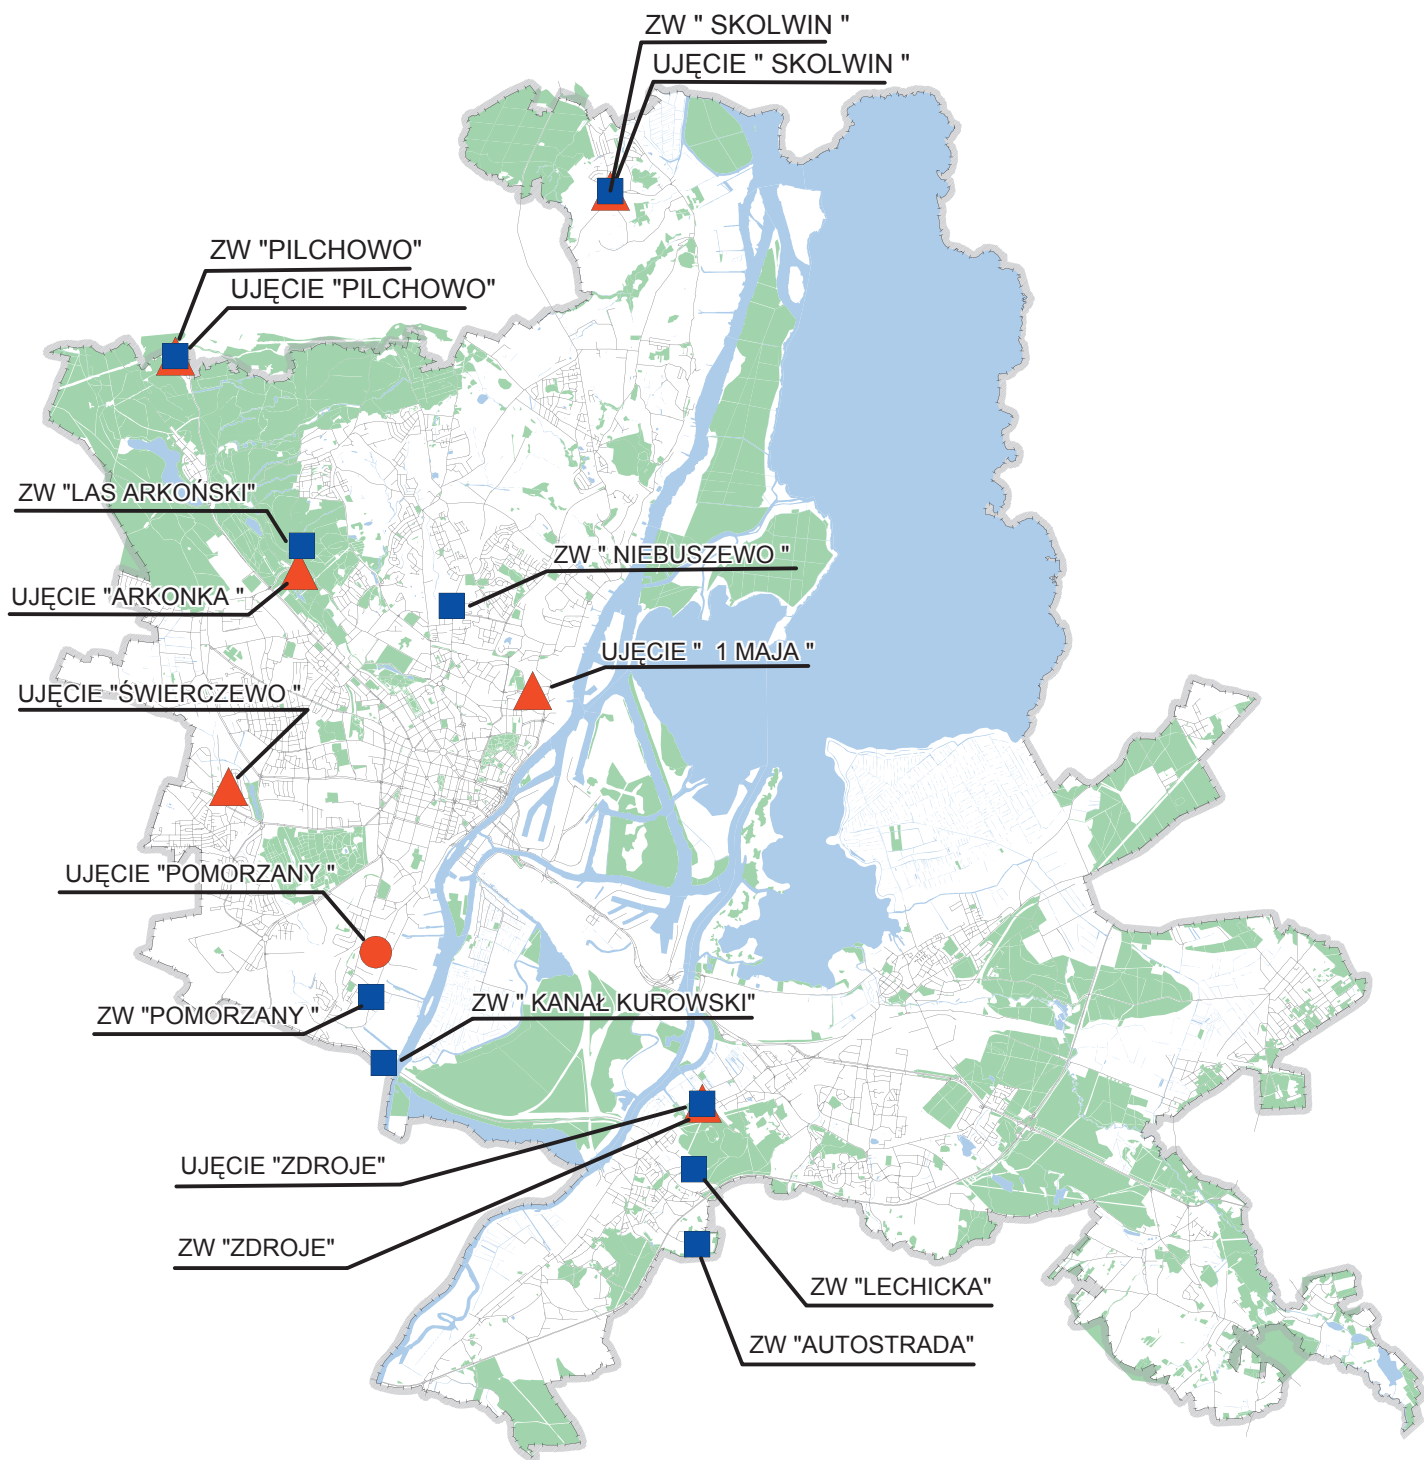 ZW " SKOLWIN "
UJĘCIE " SKOLWIN "
ZW "PILCHOWO"
UJĘCIE "PILCHOWO"
ZW "LAS ARKOŃSKI"
ZW " NIEBUSZEWO "
UJĘCIE "ARKONKA "
UJĘCIE " 1 MAJA "
UJĘCIE "ŚWIERCZEWO "
UJĘCIE "POMORZANY "
ZW " KANAŁ KUROWSKI"
ZW "POMORZANY "
UJĘCIE "ZDROJE"
ZW "ZDROJE"
ZW "LECHICKA"
ZW "AUTOSTRADA"